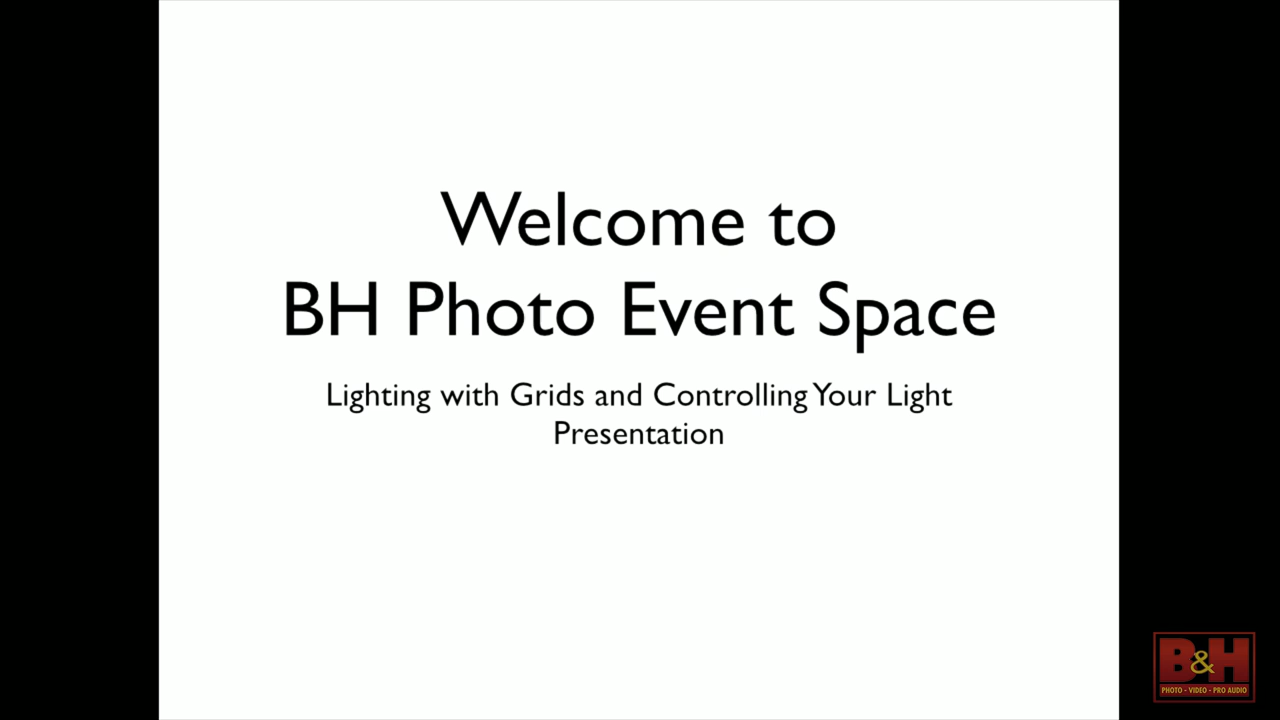 Welcome to
BH Photo Event Space
Lighting with Grids and Controlling Your Light
Presentation
B&H
PHOTO - VIDEO - PRO AUDIO